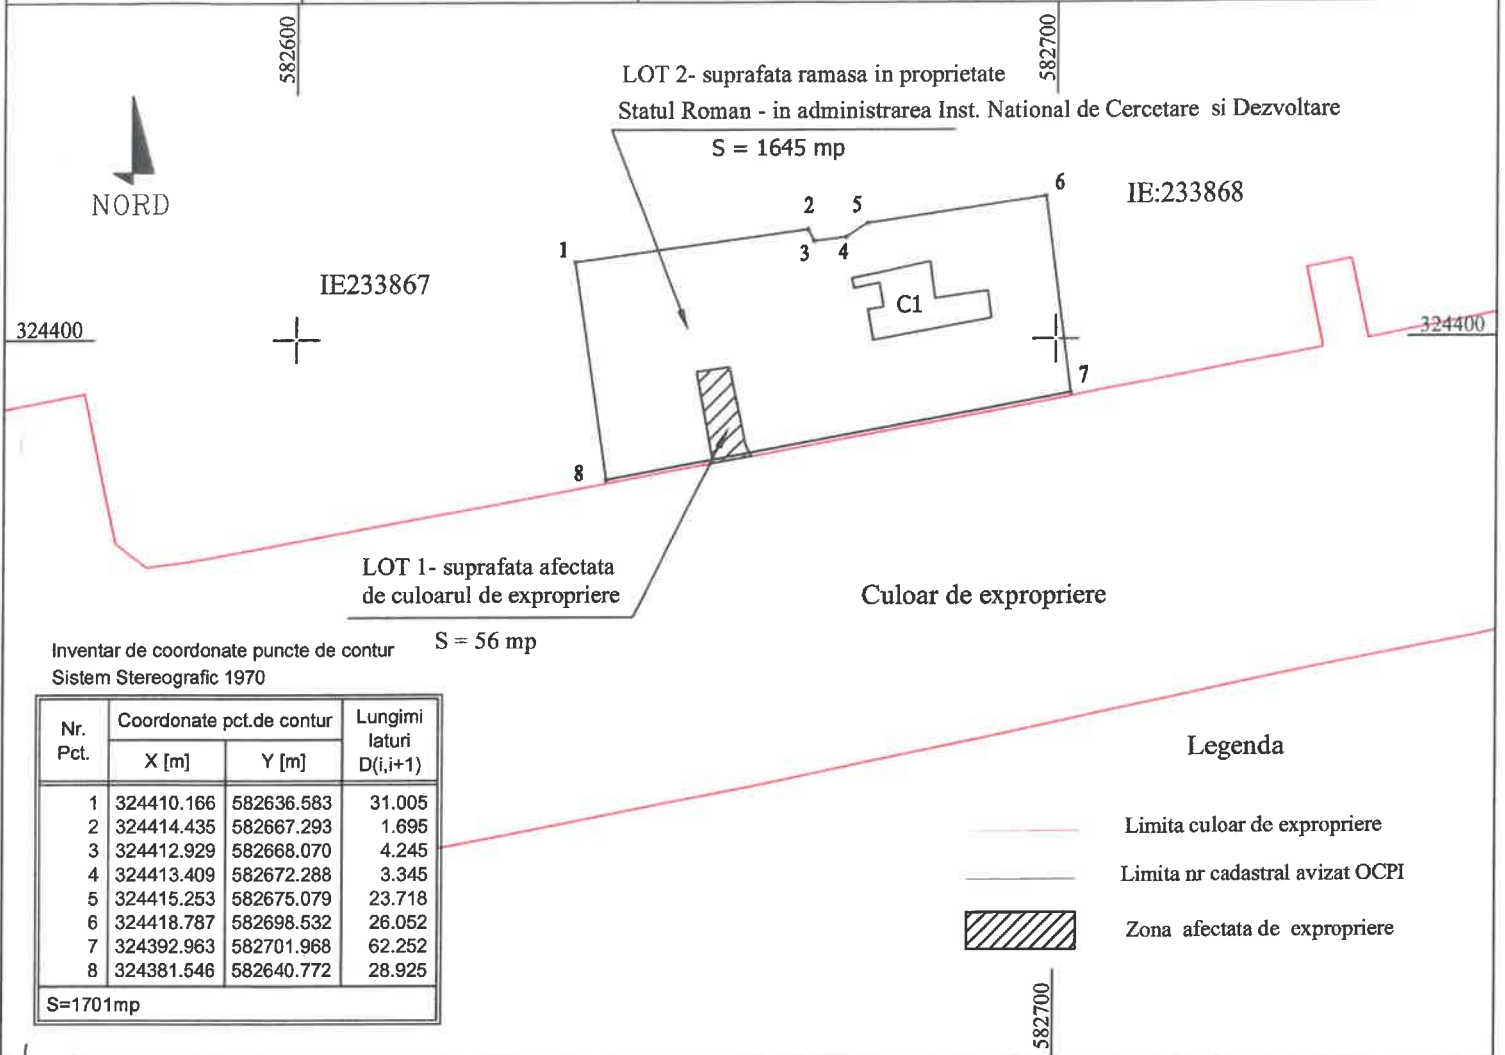 582600
582700
LOT 2- suprafata ramasa in proprietate
Statul Roman - in administrarea Inst. National de Cercetare si Dezvoltare
S = 1645 mp
NORD
IE:233868
6
2 5
3 4
1
IE233867
C1
324400
324400
7
8
LOT 1- suprafata afectata
de culoarul de expropriere
S = 56 mp
Culoar de expropriere
Inventar de coordonate puncte de contur
Sistem Stereografic 1970
Nr. Pct. Coordonate pct.de contur Lungimi laturi D(i,i+1)
X [m] Y [m]
1 324410.166 582636.583 31.005
2 324414.435 582667.293 1.695
3 324412.929 582668.070 4.245
4 324413.409 582672.288 3.345
5 324415.253 582675.079 23.718
6 324418.787 582698.532 26.052
7 324392.963 582701.968 62.252
8 324381.546 582640.772 28.925
S=1701mp
Legenda
Limita culoar de expropriere
Limita nr cadastral avizat OCPI
Zona afectata de expropriere
582700